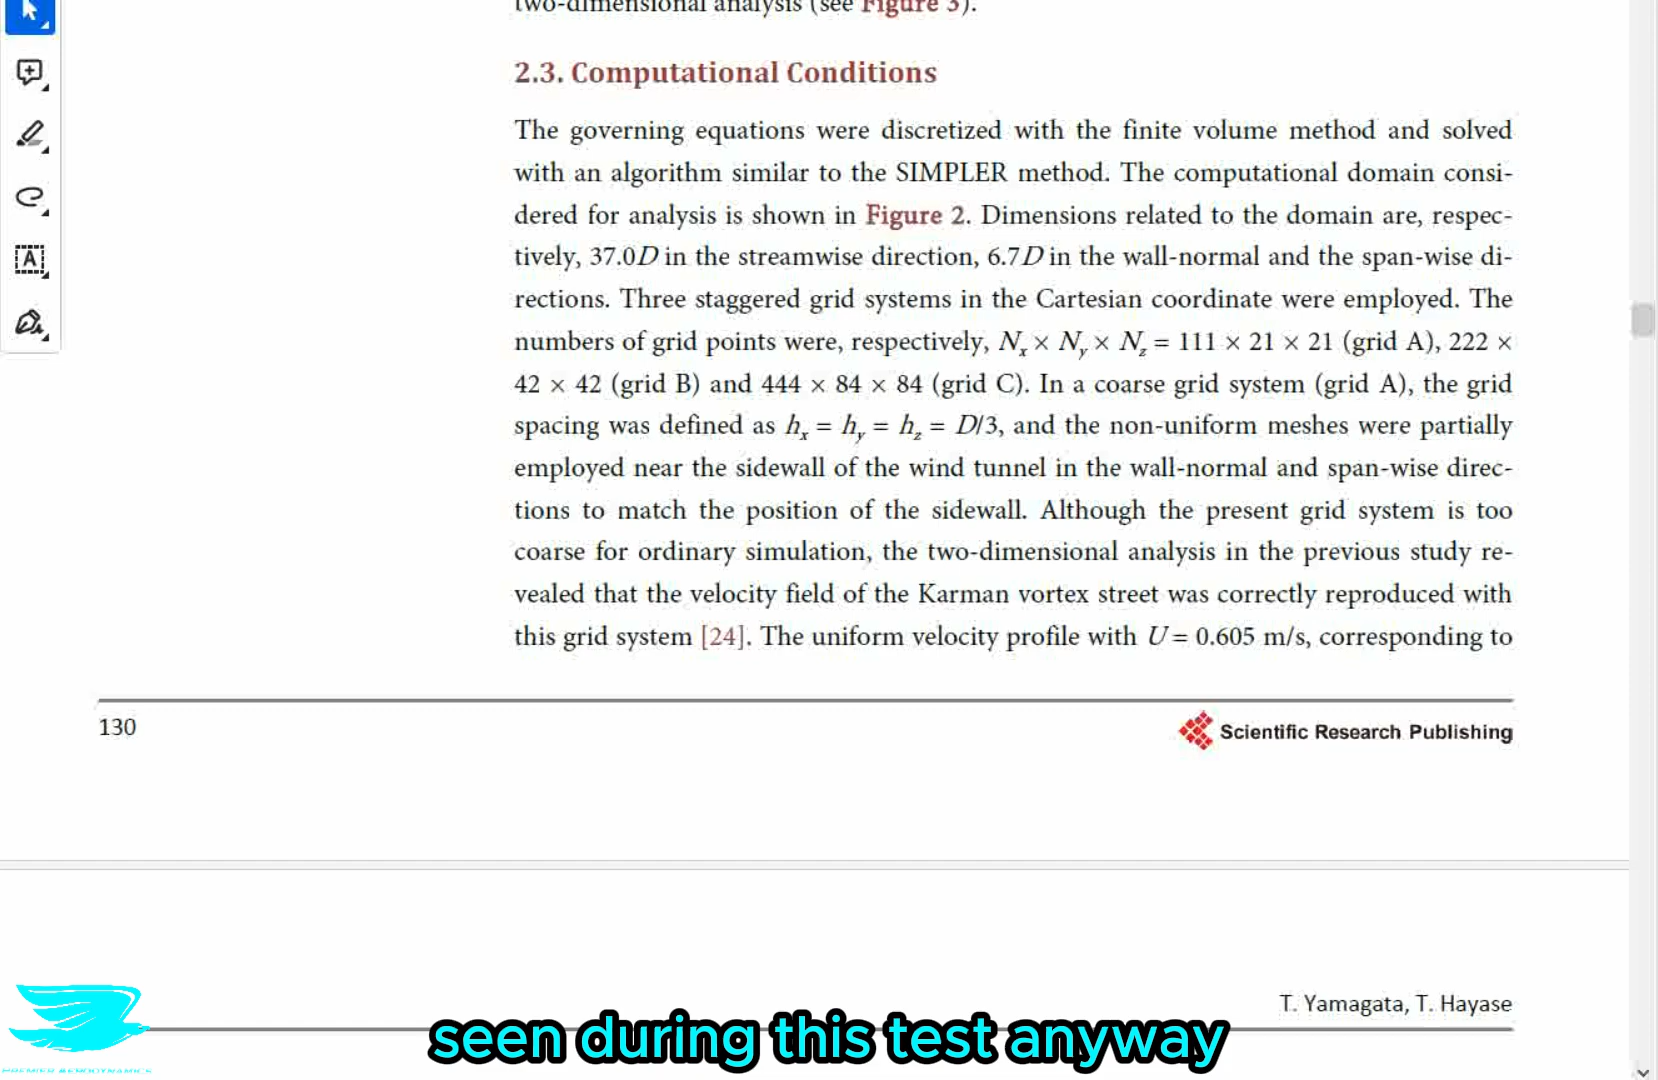 two-dimensional analysis (see Figure 3).
2.3. Computational Conditions
The governing equations were discretized with the finite volume method and solved
with an algorithm similar to the SIMPLER method. The computational domain consi-
dered for analysis is shown in Figure 2. Dimensions related to the domain are, respec-
tively, 37.0D in the streamwise direction, 6.7D in the wall-normal and the span-wise di-
rections. Three staggered grid systems in the Cartesian coordinate were employed. The
numbers of grid points were, respectively, Nx × Ny × Nz = 111 × 21 × 21 (grid A), 222 ×
42 × 42 (grid B) and 444 × 84 × 84 (grid C). In a coarse grid system (grid A), the grid
spacing was defined as hx = hy = hz = D/3, and the non-uniform meshes were partially
employed near the sidewall of the wind tunnel in the wall-normal and span-wise direc-
tions to match the position of the sidewall. Although the present grid system is too
coarse for ordinary simulation, the two-dimensional analysis in the previous study re-
vealed that the velocity field of the Karman vortex street was correctly reproduced with
this grid system [24]. The uniform velocity profile with U = 0.605 m/s, corresponding to
130
Scientific Research Publishing
T. Yamagata, T. Hayase
seen during this test anyway
PREMIER AERODYNAMICS